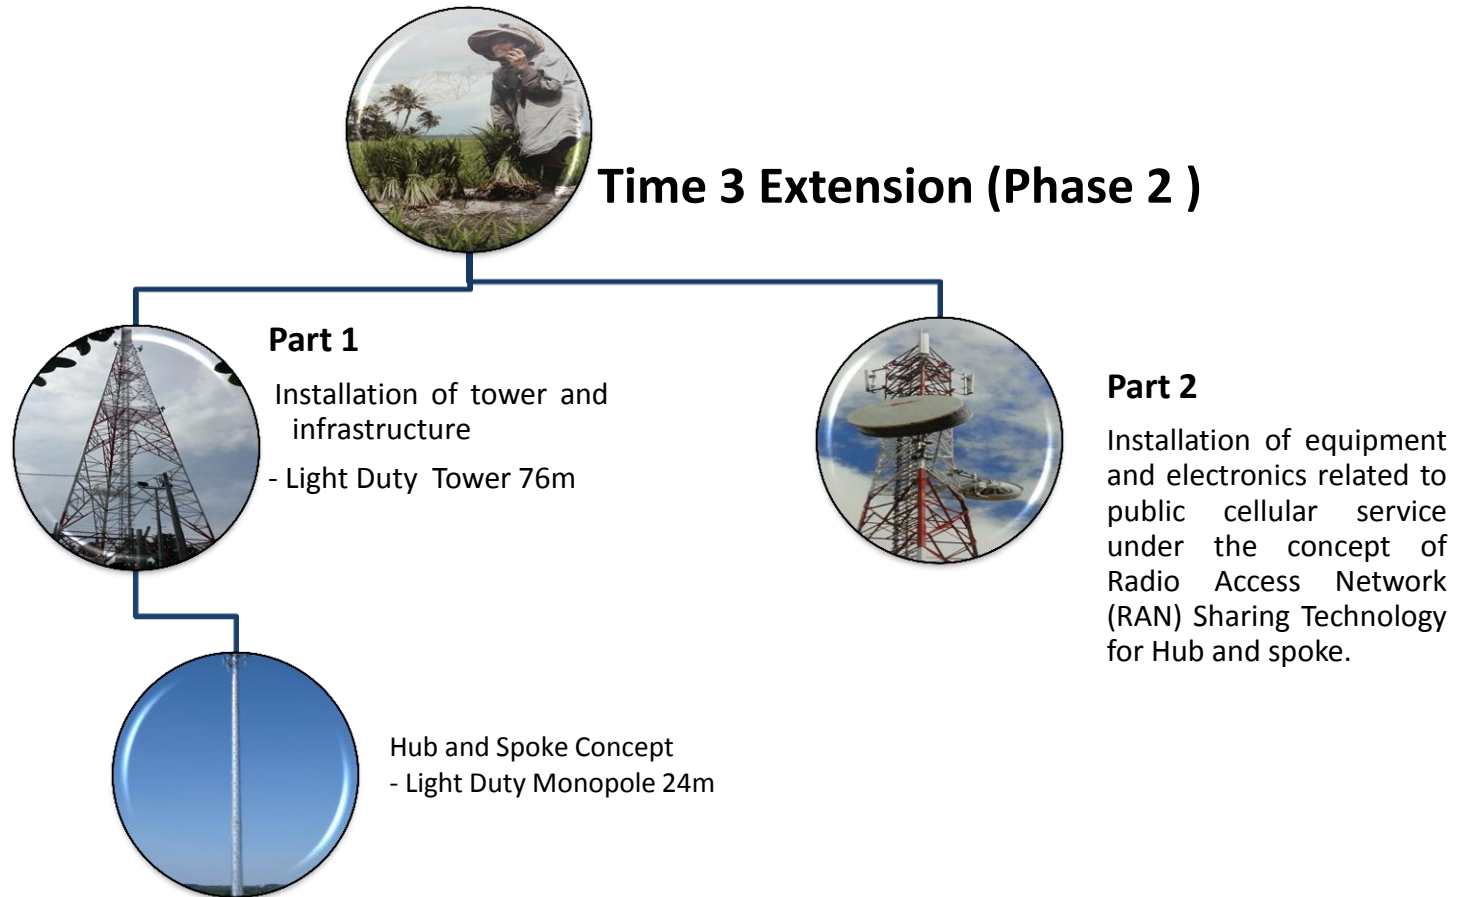 Time 3 Extension (Phase 2 )
Part 1
Installation of tower and
infrastructure
- Light Duty Tower 76m
Part 2
Installation of equipment
and electronics related to
public cellular service
under the concept of
Radio Access Network
(RAN) Sharing Technology
for Hub and spoke.
Hub and Spoke Concept
- Light Duty Monopole 24m